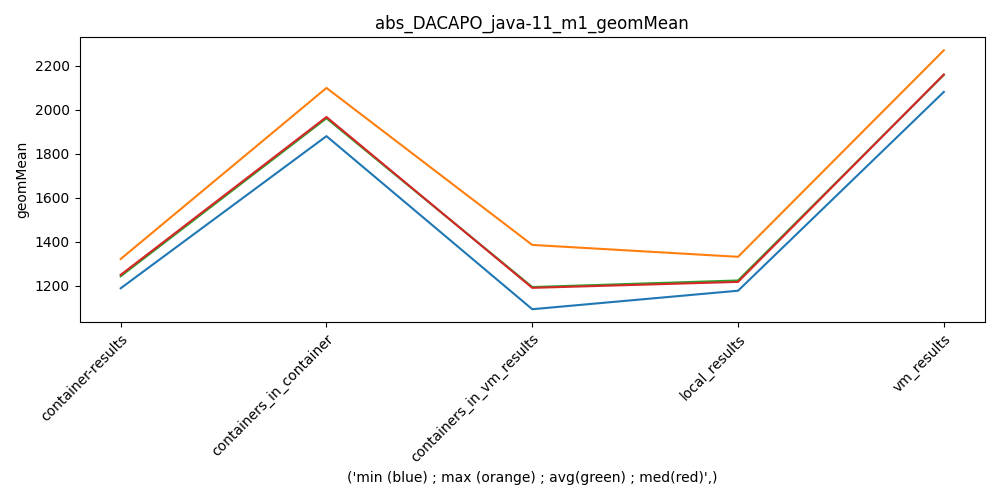 abs_DACAPO_java-11_m1_geomMean
geomMean
2200
2000
1800
1600
1400
1200
container-results
containers_in_container
containers_in_vm_results
local_results
vm_results
('min (blue) ; max (orange) ; avg(green) ; med(red)',)